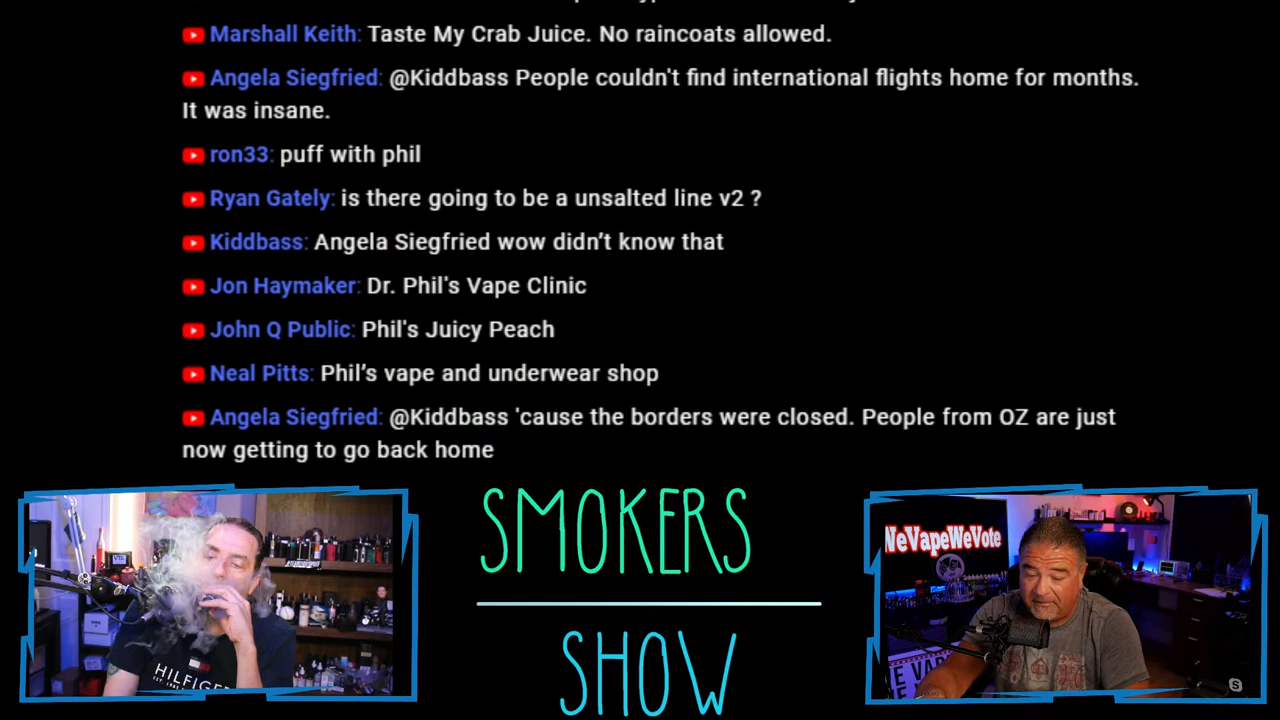 Marshall Keith: Taste My Crab Juice. No raincoats allowed.
Angela Siegfried: @Kiddbass People couldn't find international flights home for months.
It was insane.
ron33: puff with phil
Ryan Gately: is there going to be a unsalted line v2 ?
Kiddbass: Angela Siegfried wow didn’t know that
Jon Haymaker: Dr. Phil's Vape Clinic
John Q Public: Phil's Juicy Peach
Neal Pitts: Phil’s vape and underwear shop
Angela Siegfried: @Kiddbass 'cause the borders were closed. People from OZ are just
now getting to go back home
SMOKERS
SHOW
HILFIGER
WeVapeWeVote